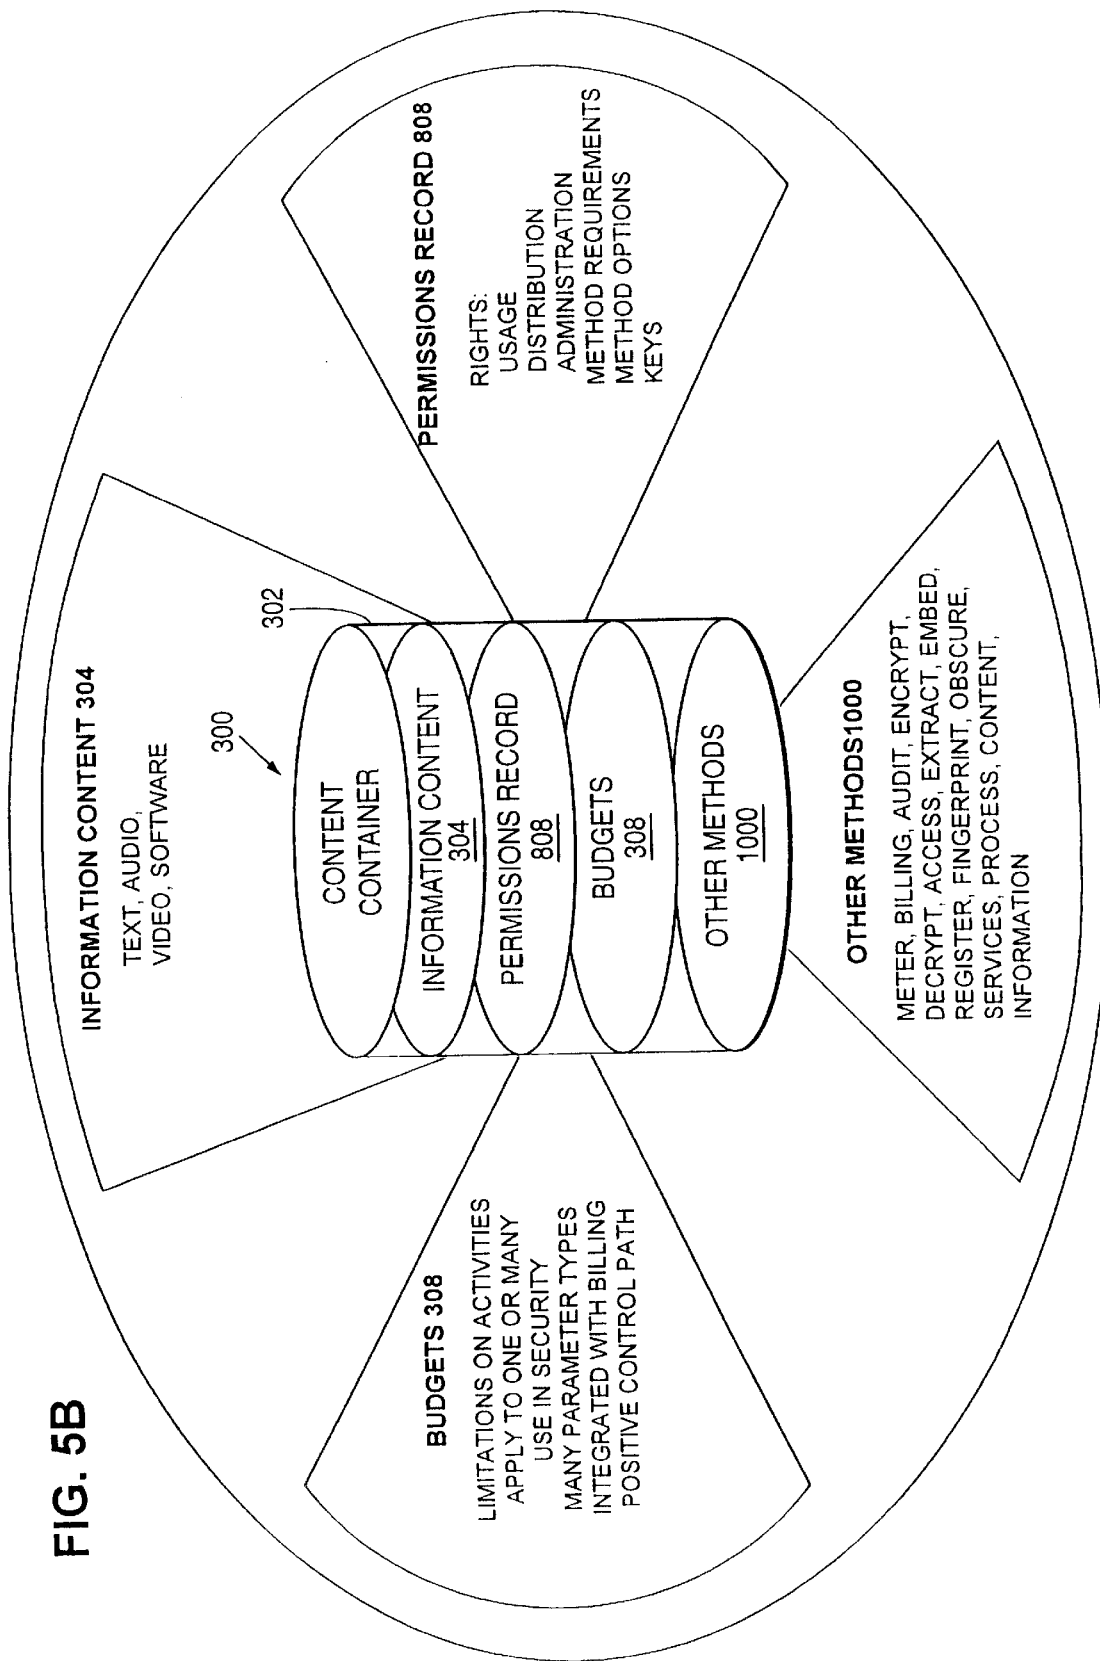 FIG. 5B
INFORMATION CONTENT 304
TEXT, AUDIO,
VIDEO, SOFTWARE
300
302
CONTENT
CONTAINER
INFORMATION CONTENT
304
PERMISSIONS RECORD
808
BUDGETS
308
OTHER METHODS
1000
BUDGETS 308
LIMITATIONS ON ACTIVITIES
APPLY TO ONE OR MANY
USE IN SECURITY
MANY PARAMETER TYPES
INTEGRATED WITH BILLING
POSITIVE CONTROL PATH
PERMISSIONS RECORD 808
RIGHTS:
USAGE
DISTRIBUTION
ADMINISTRATION
METHOD REQUIREMENTS
METHOD OPTIONS
KEYS
OTHER METHODS1000
METER, BILLING, AUDIT, ENCRYPT,
DECRYPT, ACCESS, EXTRACT, EMBED,
REGISTER, FINGERPRINT, OBSCURE,
SERVICES, PROCESS, CONTENT,
INFORMATION